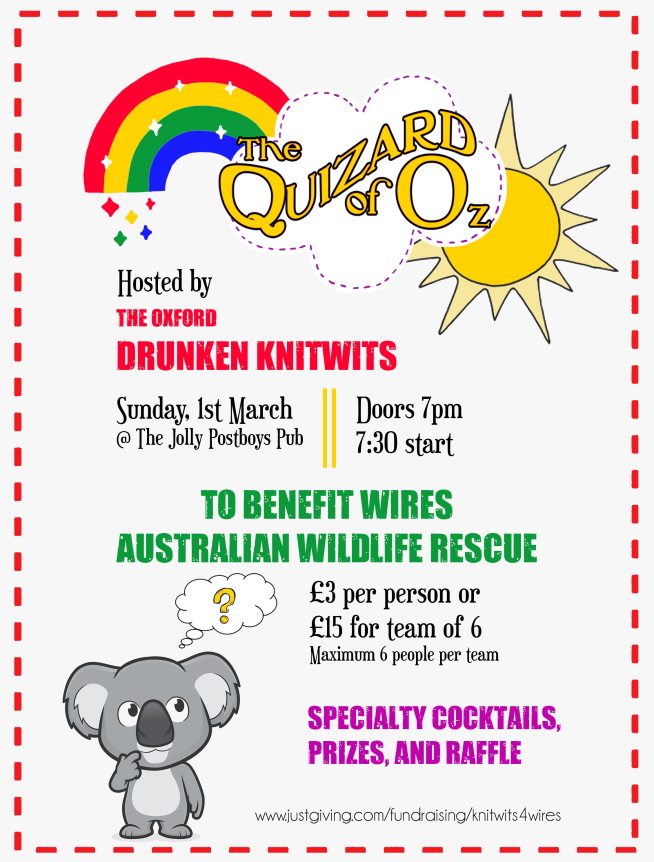 The
QUIZARD
of Oz
Hosted by
THE OXFORD
DRUNKEN KNITWITS
Sunday, 1st March
@ The Jolly Postboys Pub
Doors 7pm
7:30 start
TO BENEFIT WIRES
AUSTRALIAN WILDLIFE RESCUE
?
£3 per person or
£15 for team of 6
Maximum 6 people per team
SPECIALTY COCKTAILS,
PRIZES, AND RAFFLE
www.justgiving.com/fundraising/knitwits4wires